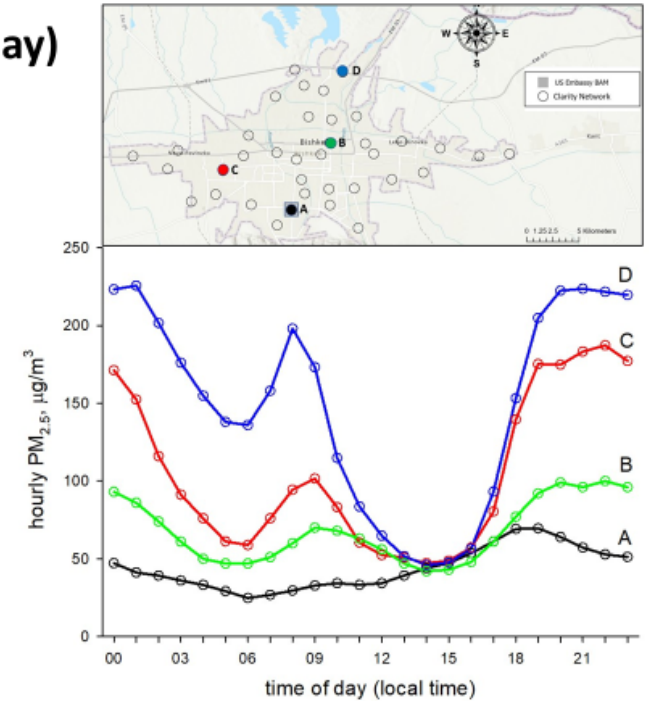 ay)
N
W
E
S
D
US Embassy BAM
Clarity Network
B
C
A
0 1.25 2.5 5 Kilometers
250
200
150
100
50
0
hourly PM2.5, μg/m3
D
C
B
A
00 03 06 09 12 15 18 21
time of day (local time)